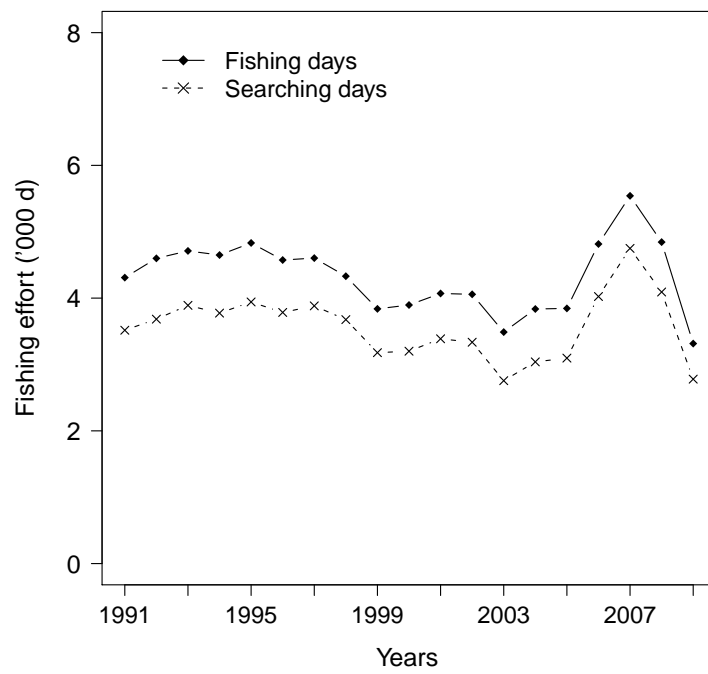 8
Fishing days
Searching days
6
Fishing effort ('000 d)
4
2
0
1991 1995 1999 2003 2007
Years